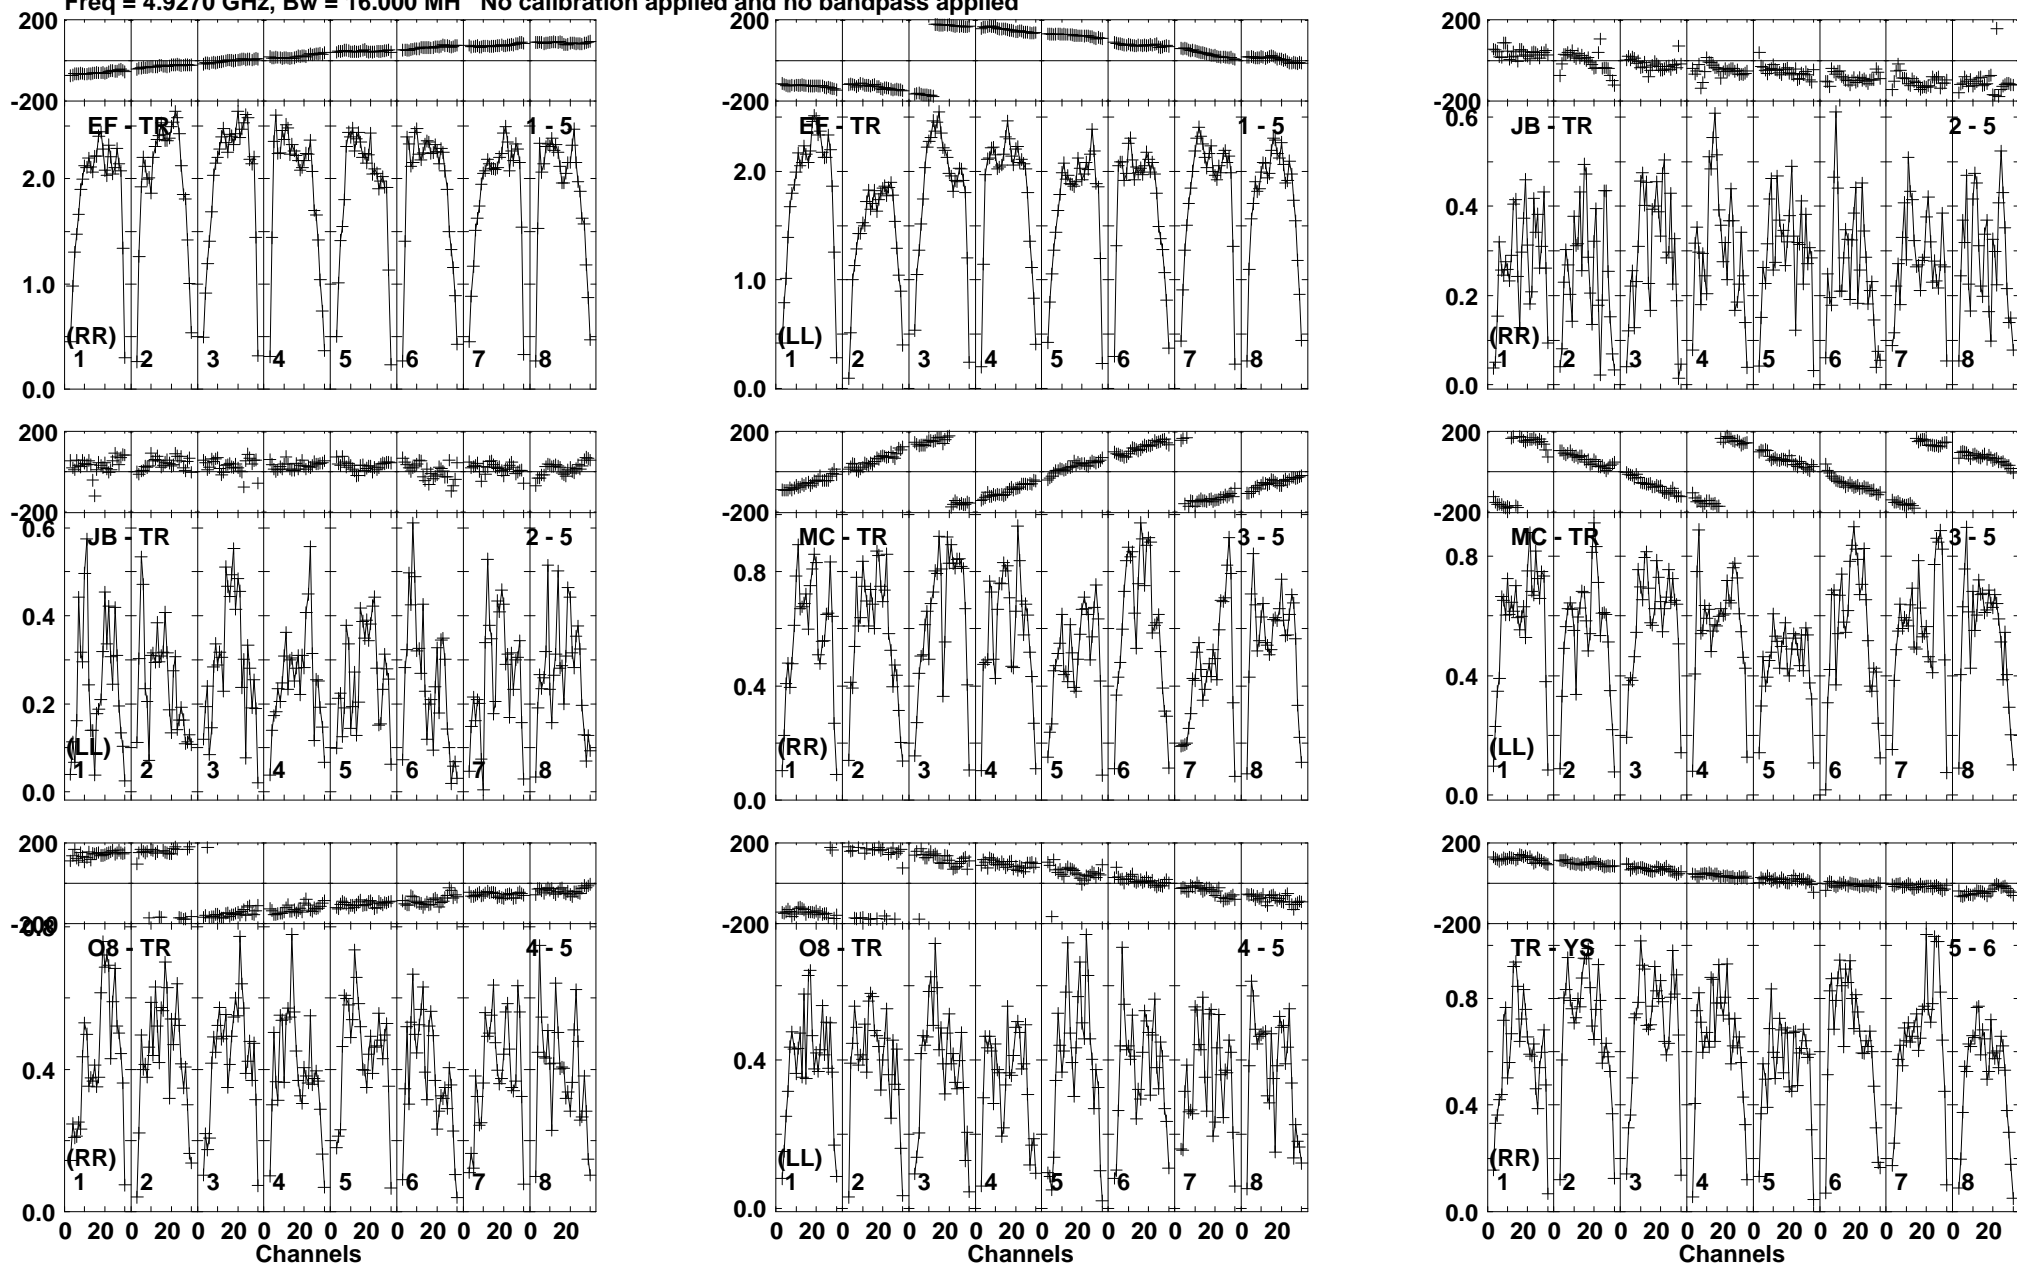 Freq = 4.9270 GHz, Bw = 16.000 MH No calibration applied and no bandpass applied
200 200 200
-200 -200 -200
EF - TR 1 - 5 EF - TR 1 - 5 0.6 JB - TR 2 - 5
2.0 2.0 0.4
1.0 1.0 0.2
(RR) (LL) (RR)
1 2 3 4 5 6 7 8 1 2 3 4 5 6 7 8 1 2 3 4 5 6 7 8
0.0 0.0 0.0
200 200 200
-200 -200 -200
0.6 JB - TR 2 - 5 MC - TR 3 - 5 MC - TR 3 - 5
0.8 0.8
0.4 0.4 0.4
0.2
(LL) (RR) (LL)
1 2 3 4 5 6 7 8 1 2 3 4 5 6 7 8 1 2 3 4 5 6 7 8
0.0 0.0 0.0
200 200 200
-200 -200 -200
0.8 O8 - TR 4 - 5 O8 - TR 4 - 5 TR - YS 5 - 6
0.8
0.4 0.4 0.4
(RR) (LL) (RR)
1 2 3 4 5 6 7 8 1 2 3 4 5 6 7 8 1 2 3 4 5 6 7 8
0.0 0.0 0.0
0 20 0 20 0 20 0 20 0 20 0 20 0 20 0 20 0 20 0 20 0 20 0 20 0 20 0 20 0 20 0 20 0 20 0 20 0 20 0 20 0 20 0 20 0 20 0 20
Channels Channels Channels